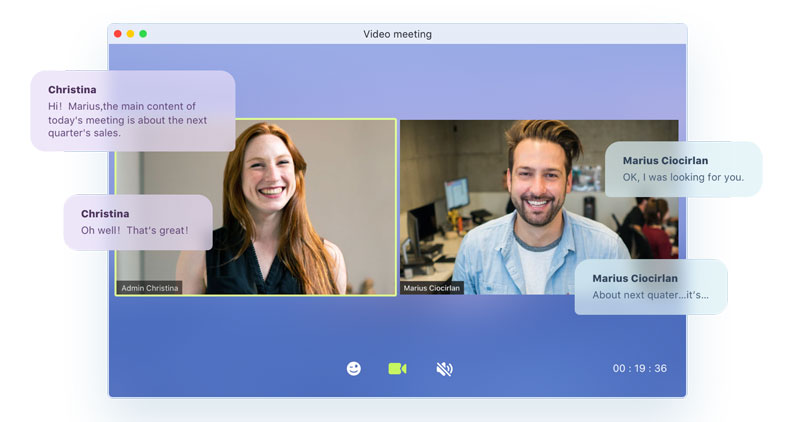 Video meeting
Christina
Hi！Marius,the main content of
today's meeting is about the next
quarter's sales.
Marius Ciocirlan
OK, I was looking for you.
Christina
Oh well！That's great!
Admin Christina
Marius Ciocirlan
Marius Ciocirlan
About next quater...it's...
00 : 19 : 36